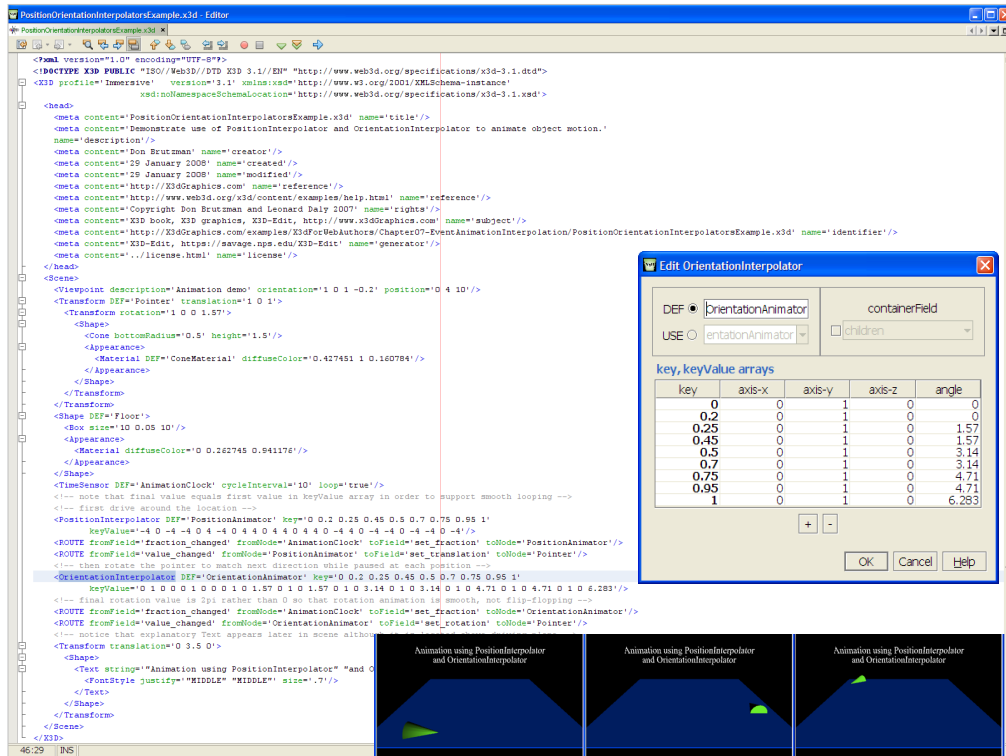 PositionOrientationInterpolatorsExample.x3d - Editor
PositionOrientationInterpolatorsExample.x3d
<?xml version="1.0" encoding="UTF-8"?>
<!DOCTYPE X3D PUBLIC "ISO//Web3D//DTD X3D 3.1//EN" "http://www.web3d.org/specifications/x3d-3.1.dtd">
<X3D profile='Immersive' version='3.1' xmlns:xsd='http://www.w3.org/2001/XMLSchema-instance'
xsd:noNamespaceSchemaLocation='http://www.web3d.org/specifications/x3d-3.1.xsd'>
<head>
<meta content='PositionOrientationInterpolatorsExample.x3d' name='title'/>
<meta content='Demonstrate use of PositionInterpolator and OrientationInterpolator to animate object motion.'
name='description'/>
<meta content='Don Brutzman' name='creator'/>
<meta content='29 January 2008' name='created'/>
<meta content='29 January 2008' name='modified'/>
<meta content='http://X3dGraphics.com' name='reference'/>
<meta content='http://www.web3d.org/x3d/content/examples/help.html' name='reference'/>
<meta content='Copyright Don Brutzman and Leonard Daly 2007' name='rights'/>
<meta content='X3D book, X3D graphics, X3D-Edit, http://www.x3dGraphics.com' name='subject'/>
<meta content='http://X3dGraphics.com/examples/X3dForWebAuthors/Chapter07-EventAnimationInterpolation/PositionOrientationInterpolatorsExample.x3d' name='identifier'/>
<meta content='X3D-Edit, https://savage.nps.edu/X3D-Edit' name='generator'/>
<meta content='../license.html' name='license'/>
</head>
<Scene>
<Viewpoint description='Animation demo' orientation='1 0 1 -0.2' position='0 4 10'/>
<Transform DEF='Pointer' translation='1 0 1'>
<Transform rotation='1 0 0 1.57'>
<Shape>
<Cone bottomRadius='0.5' height='1.5'/>
<Appearance>
<Material DEF='ConeMaterial' diffuseColor='0.427451 1 0.160784'/>
</Appearance>
</Shape>
</Transform>
</Transform>
<Shape DEF='Floor'>
<Box size='10 0.05 10'/>
<Appearance>
<Material diffuseColor='0 0.262745 0.941176'/>
</Appearance>
</Shape>
<TimeSensor DEF='AnimationClock' cycleInterval='10' loop='true'/>
<!-- note that final value equals first value in keyValue array in order to support smooth looping -->
<!-- first drive around the location -->
<PositionInterpolator DEF='PositionAnimator' key='0 0.2 0.25 0.45 0.5 0.7 0.75 0.95 1'
keyValue='-4 0 -4 -4 0 4 -4 0 4 4 0 4 4 0 4 4 0 -4 4 0 -4 -4 0 -4 -4 0 -4'/>
<ROUTE fromField='fraction_changed' fromNode='AnimationClock' toField='set_fraction' toNode='PositionAnimator'/>
<ROUTE fromField='value_changed' fromNode='PositionAnimator' toField='set_translation' toNode='Pointer'/>
<!-- then rotate the pointer to match next direction while paused at each position -->
<OrientationInterpolator DEF='OrientationAnimator' key='0 0.2 0.25 0.45 0.5 0.7 0.75 0.95 1'
keyValue='0 1 0 0 0 1 0 0 0 1 0 1.57 0 1 0 1.57 0 1 0 3.14 0 1 0 3.14 0 1 0 4.71 0 1 0 4.71 0 1 0 6.283'/>
<!-- final rotation value is 2pi rather than 0 so that rotation animation is smooth, not flip-flopping -->
<ROUTE fromField='fraction_changed' fromNode='AnimationClock' toField='set_fraction' toNode='OrientationAnimator'/>
<ROUTE fromField='value_changed' fromNode='OrientationAnimator' toField='set_rotation' toNode='Pointer'/>
<!-- notice that explanatory Text appears later in scene although
<Transform translation='0 3.5 0'>
<Shape>
<Text string='"Animation using PositionInterpolator" "and O
<FontStyle justify='"MIDDLE" "MIDDLE"' size='.7'/>
</Text>
</Shape>
</Transform>
</Scene>
</X3D>
46:29 INS
Edit OrientationInterpolator
DEF OrientationAnimator
USE entationAnimator
containerField
children
key, keyValue arrays
key axis-x axis-y axis-z angle
0 0 1 0 0
0.2 0 1 0 0
0.25 0 1 0 1.57
0.45 0 1 0 1.57
0.5 0 1 0 3.14
0.7 0 1 0 3.14
0.75 0 1 0 4.71
0.95 0 1 0 4.71
1 0 1 0 6.283
+ -
OK Cancel Help
Animation using PositionInterpolator
and OrientationInterpolator
Animation using PositionInterpolator
and OrientationInterpolator
Animation using PositionInterpolator
and OrientationInterpolator